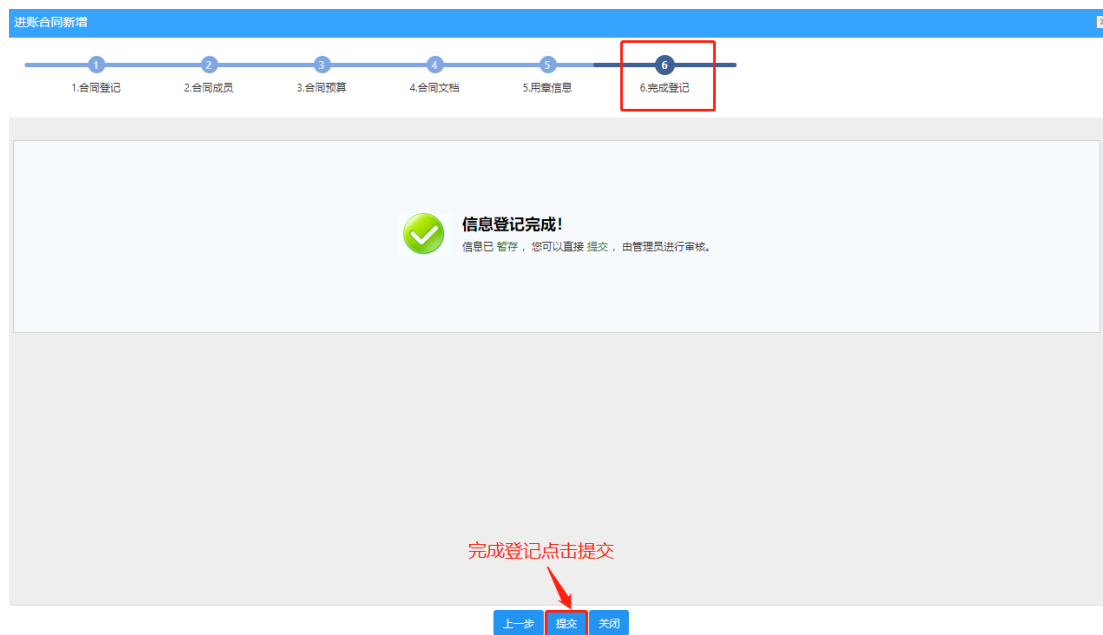 进账合同新增
1 2 3 4 5 6
1.合同登记 2.合同成员 3.合同预算 4.合同文档 5.用章信息 6.完成登记
信息登记完成!
信息已 暂存 ，您可以直接 提交 ，由管理员进行审核。
完成登记点击提交
上一步 提交 关闭